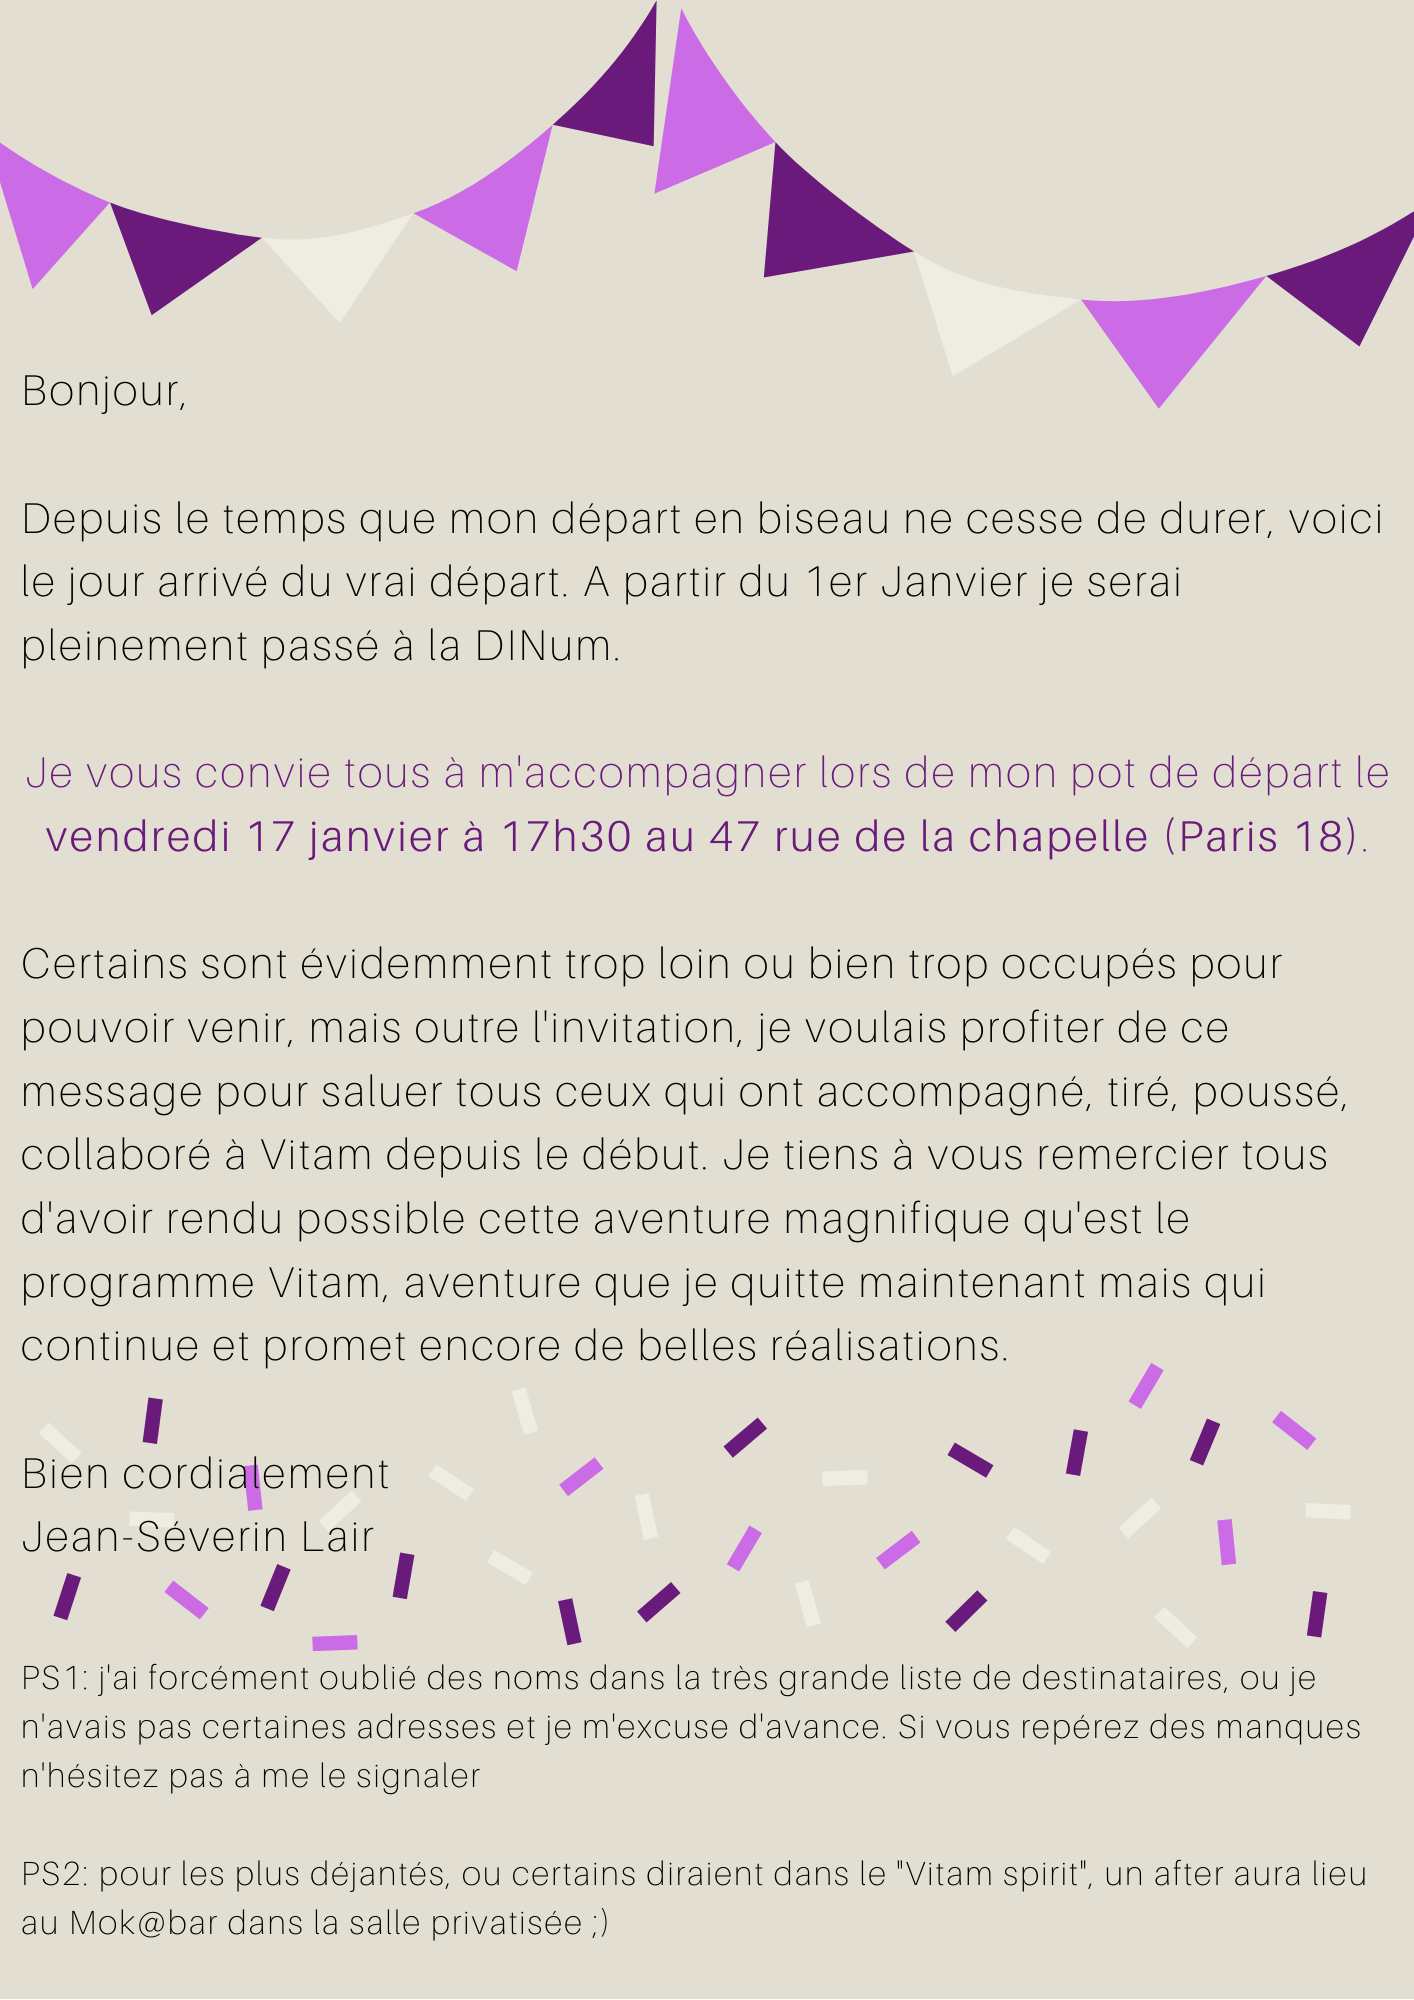 Bonjour,
Depuis le temps que mon départ en biseau ne cesse de durer, voici
le jour arrivé du vrai départ. A partir du 1er Janvier je serai
pleinement passé à la DINum.
Je vous convie tous à m'accompagner lors de mon pot de départ le
vendredi 17 janvier à 17h30 au 47 rue de la chapelle (Paris 18).
Certains sont évidemment trop loin ou bien trop occupés pour
pouvoir venir, mais outre l'invitation, je voulais profiter de ce
message pour saluer tous ceux qui ont accompagné, tiré, poussé,
collaboré à Vitam depuis le début. Je tiens à vous remercier tous
d'avoir rendu possible cette aventure magnifique qu'est le
programme Vitam, aventure que je quitte maintenant mais qui
continue et promet encore de belles réalisations.
Bien cordialement
Jean-Séverin Lair
PS1: j'ai forcément oublié des noms dans la très grande liste de destinataires, ou je
n'avais pas certaines adresses et je m'excuse d'avance. Si vous repérez des manques
n'hésitez pas à me le signaler
PS2: pour les plus déjantés, ou certains diraient dans le "Vitam spirit", un after aura lieu
au Mok@bar dans la salle privatisée ;)